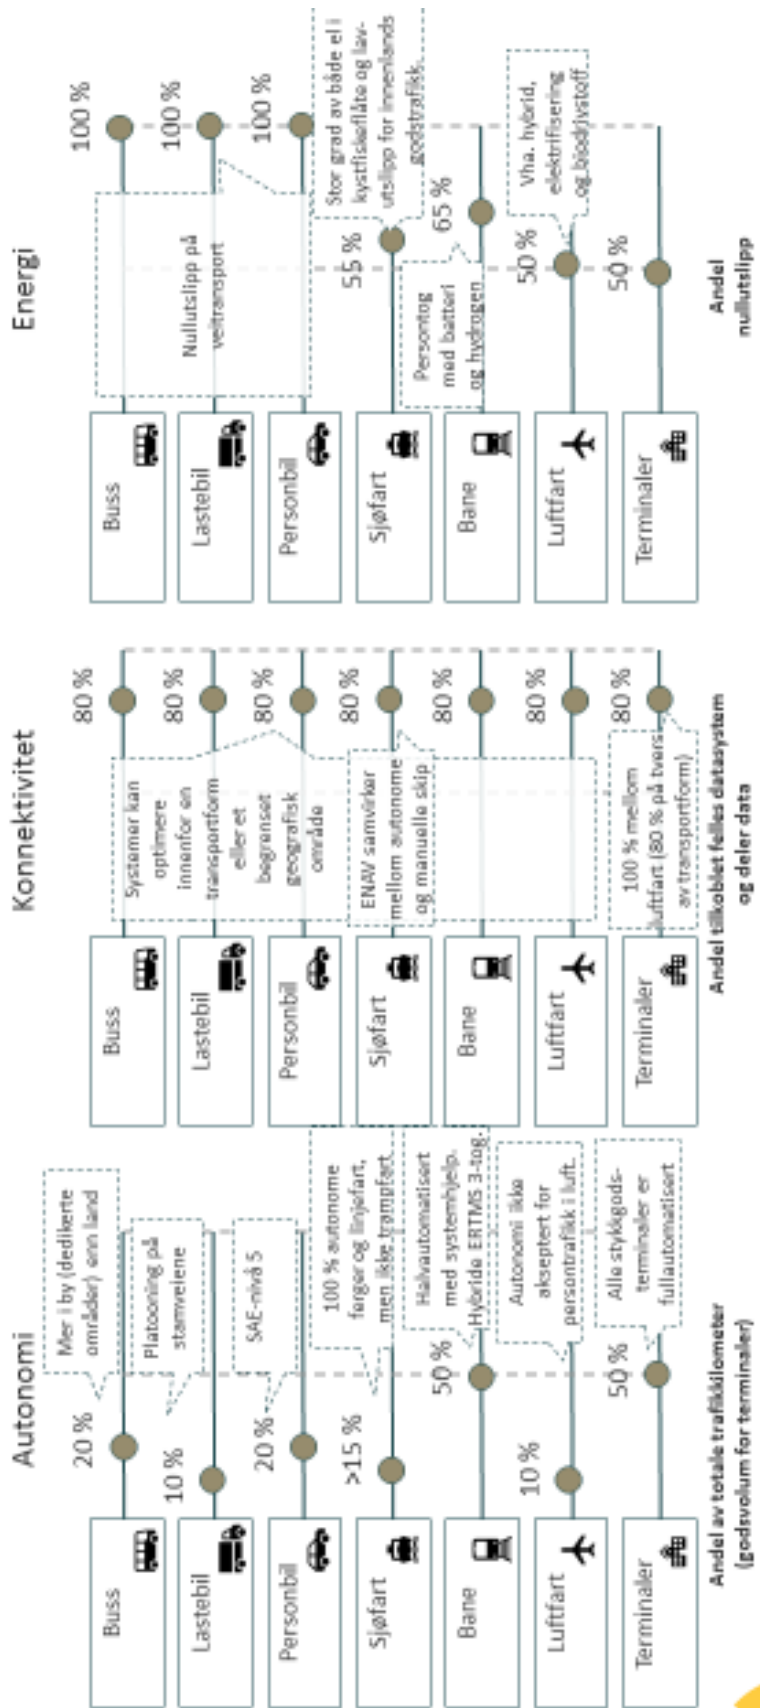 Autonomi
Buss
20 %
Mer i by (dedikerte
områder) enn land
Lastebil
10 %
Platooning på
stamveiene
Personbil
20 %
SAE-nivå 5
Sjøfart
>15 %
100 % autonome
ferger og linjefart,
men ikke trampfart.
Bane
50 %
Halvautomatisert
med systemhjelp.
Hybride ERTMS 3-tog.
Luftfart
10 %
Autonomi ikke
akseptert for
persontrafikk i luft.
Terminaler
50 %
Alle stykkgods-
terminaler er
fullautomatisert
Andel av totale trafikkilometer
(godsvolum for terminaler)
Konnektivitet
Buss
80 %
Lastebil
80 %
Personbil
80 %
Systemer kan
optimere
innenfor en
transportform
eller et
begrenset
geografisk
område
Sjøfart
80 %
ENAV samvirker
mellom autonome
og manuelle skip
Bane
80 %
Luftfart
80 %
Terminaler
80 %
100 % mellom
luftfart (80 % på tvers
av transportform)
Andel tilkoblet felles datasystem
og deler data
Energi
Buss
100 %
Lastebil
100 %
Personbil
100 %
Nullutslipp på
veitransport
Sjøfart
55 %
Stor grad av både el i
kystfiskeflåte og lav-
utslipp for innenlands
godstrafikk.
Bane
65 %
Persontog
med batteri
og hydrogen
Luftfart
50 %
Vha. hybrid,
elektrifisering
og biodrivstoff
Terminaler
50 %
Andel
nullutslipp